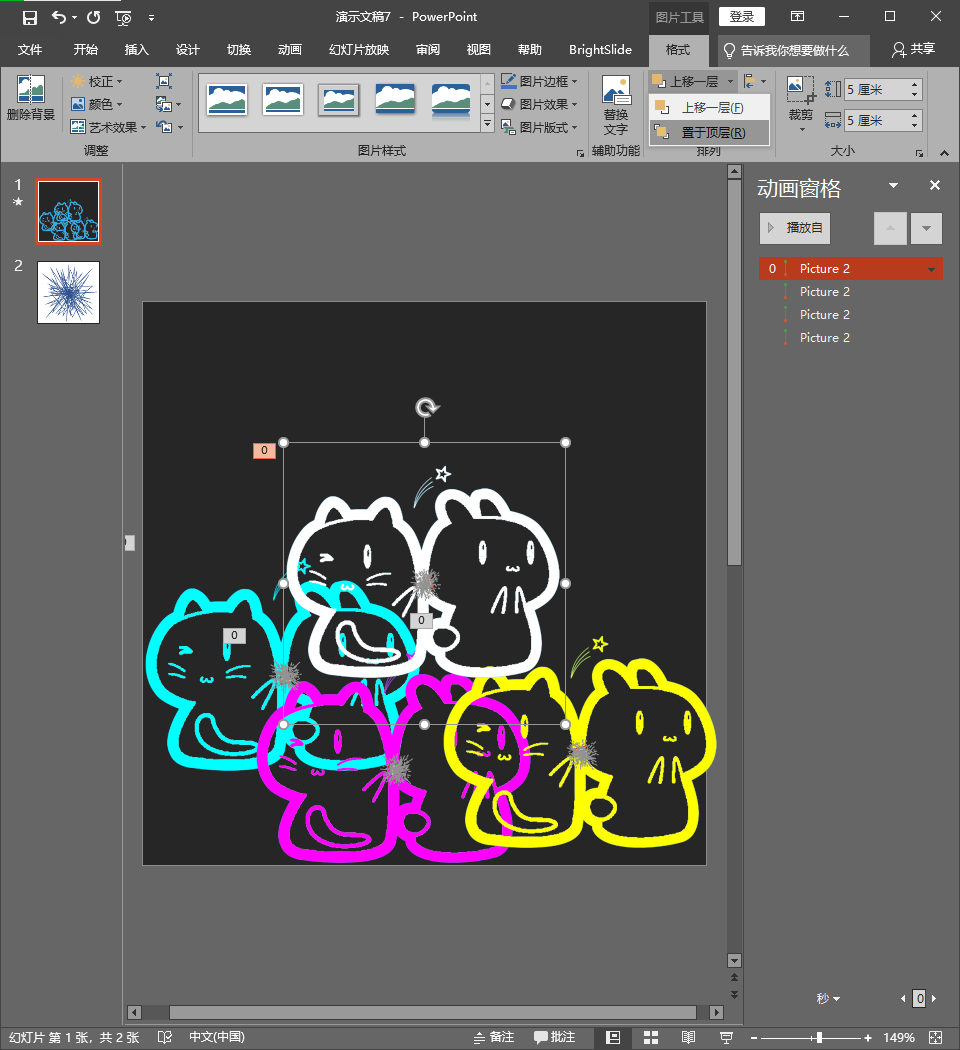 演示文稿7 - PowerPoint
图片工具
登录
文件 开始 插入 设计 切换 动画 幻灯片放映 审阅 视图 帮助 BrightSlide 格式 告诉我你想要做什么 共享
删除背景
校正
颜色
艺术效果
调整
图片样式
图片边框
图片效果
图片版式
替换
文字
辅助功能
上移一层
上移一层(F)
置于顶层(R)
排列
裁剪
5 厘米
5 厘米
大小
1
2
动画窗格
播放自
0 Picture 2
Picture 2
Picture 2
Picture 2
0
0
0
秒
0
幻灯片 第 1 张，共 2 张 中文(中国) 备注 批注 149%